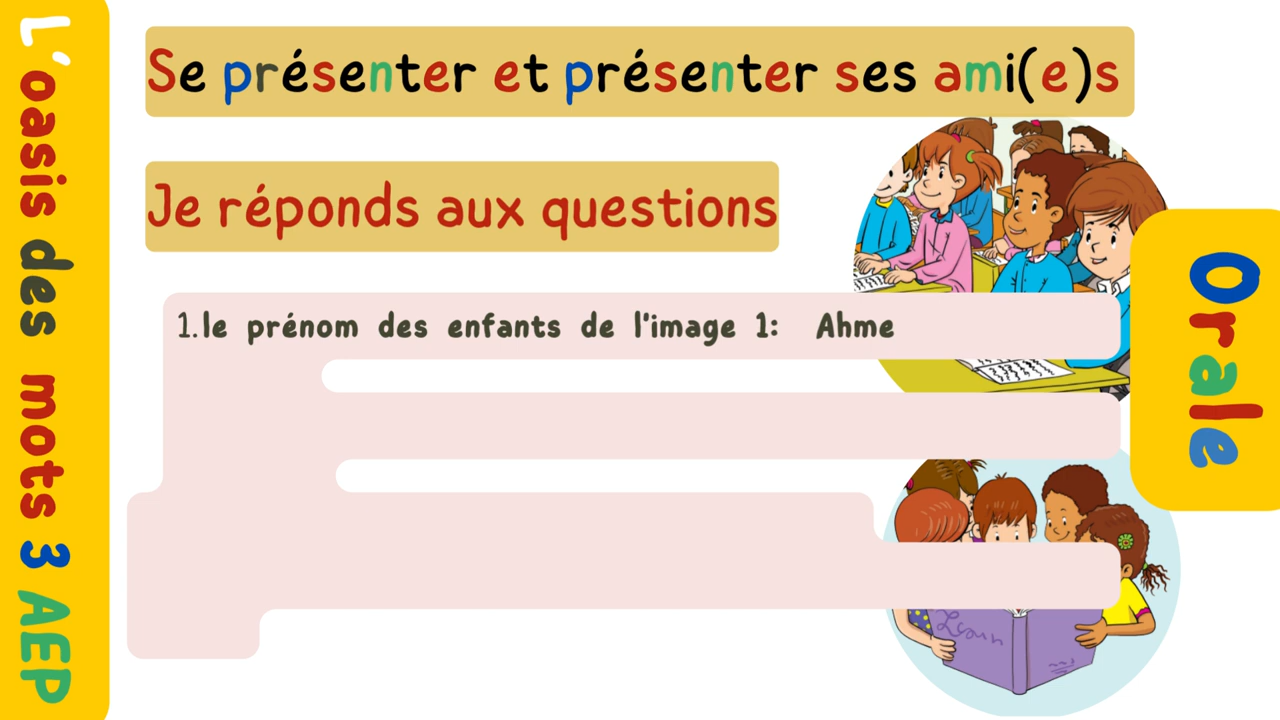 L'oasis des mots 3 AEP
Se présenter et présenter ses ami(e)s
Je réponds aux questions
1.le prénom des enfants de l'image 1: Ahme
Orale
Learn